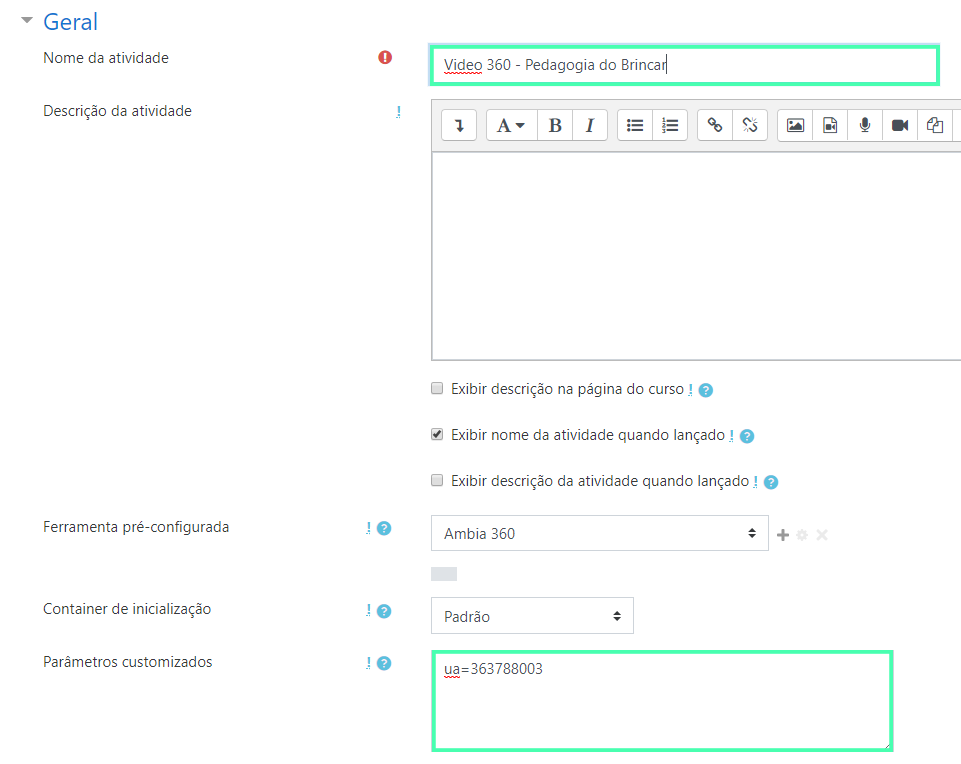 Geral
Nome da atividade
Video 360 - Pedagogia do Brincar
Descrição da atividade
A B I
Exibir descrição na página do curso ! ?
Exibir nome da atividade quando lançado ! ?
Exibir descrição da atividade quando lançado ! ?
Ferramenta pré-configurada ! ?
Ambia 360
Container de inicialização ! ?
Padrão
Parâmetros customizados ! ?
ua=363788003